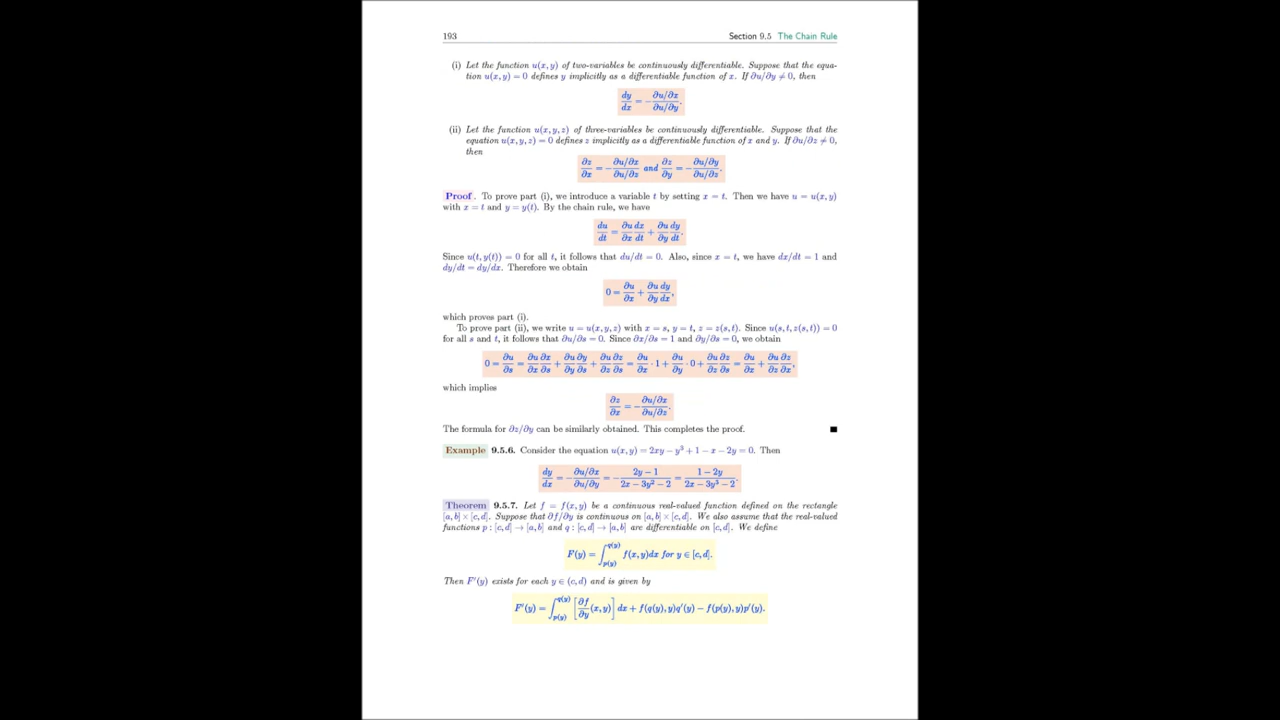 193 Section 9.5 The Chain Rule
(i) Let the function u(x, y) of two-variables be continuously differentiable. Suppose that the equa-
tion u(x, y) = 0 defines y implicitly as a differentiable function of x. If ∂u/∂y ≠ 0, then
dy/dx = −(∂u/∂x)/(∂u/∂y).
(ii) Let the function u(x, y, z) of three-variables be continuously differentiable. Suppose that the
equation u(x, y, z) = 0 defines z implicitly as a differentiable function of x and y. If ∂u/∂z ≠ 0,
then
∂z/∂x = −(∂u/∂x)/(∂u/∂z) and ∂z/∂y = −(∂u/∂y)/(∂u/∂z).
Proof. To prove part (i), we introduce a variable t by setting x = t. Then we have u = u(x, y)
with x = t and y = y(t). By the chain rule, we have
du/dt = ∂u/∂x dx/dt + ∂u/∂y dy/dt.
Since u(t, y(t)) = 0 for all t, it follows that du/dt = 0. Also, since x = t, we have dx/dt = 1 and
dy/dt = dy/dx. Therefore we obtain
0 = ∂u/∂x + ∂u/∂y dy/dx,
which proves part (i).
To prove part (ii), we write u = u(x, y, z) with x = s, y = t, z = z(s, t). Since u(s, t, z(s, t)) = 0
for all s and t, it follows that ∂u/∂s = 0. Since ∂x/∂s = 1 and ∂y/∂s = 0, we obtain
0 = ∂u/∂s = ∂u/∂x ∂x/∂s + ∂u/∂y ∂y/∂s + ∂u/∂z ∂z/∂s = ∂u/∂x · 1 + ∂u/∂y · 0 + ∂u/∂z ∂z/∂s = ∂u/∂x + ∂u/∂z ∂z/∂x,
which implies
∂z/∂x = −(∂u/∂x)/(∂u/∂z).
The formula for ∂z/∂y can be similarly obtained. This completes the proof. ■
Example 9.5.6. Consider the equation u(x, y) = 2xy − y³ + 1 − x − 2y = 0. Then
dy/dx = −(∂u/∂x)/(∂u/∂y) = −(2y − 1)/(2x − 3y² − 2) = (1 − 2y)/(2x − 3y³ − 2).
Theorem 9.5.7. Let f = f(x, y) be a continuous real-valued function defined on the rectangle
[a, b] × [c, d]. Suppose that ∂f/∂y is continuous on [a, b] × [c, d]. We also assume that the real-valued
functions p : [c, d] → [a, b] and q : [c, d] → [a, b] are differentiable on [c, d]. We define
F(y) = ∫_{p(y)}^{q(y)} f(x, y)dx for y ∈ [c, d].
Then F′(y) exists for each y ∈ (c, d) and is given by
F′(y) = ∫_{p(y)}^{q(y)} [∂f/∂y (x, y)] dx + f(q(y), y)q′(y) − f(p(y), y)p′(y).